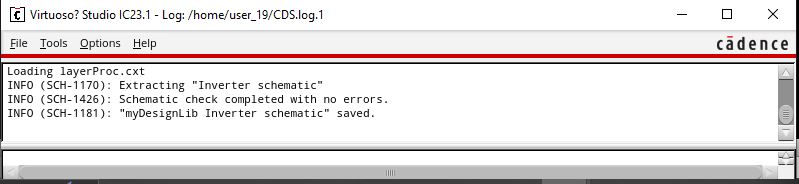 Virtuoso? Studio IC23.1 - Log: /home/user_19/CDS.log.1
File Tools Options Help
cādence
Loading layerProc.cxt
INFO (SCH-1170): Extracting "Inverter schematic"
INFO (SCH-1426): Schematic check completed with no errors.
INFO (SCH-1181): "myDesignLib Inverter schematic" saved.